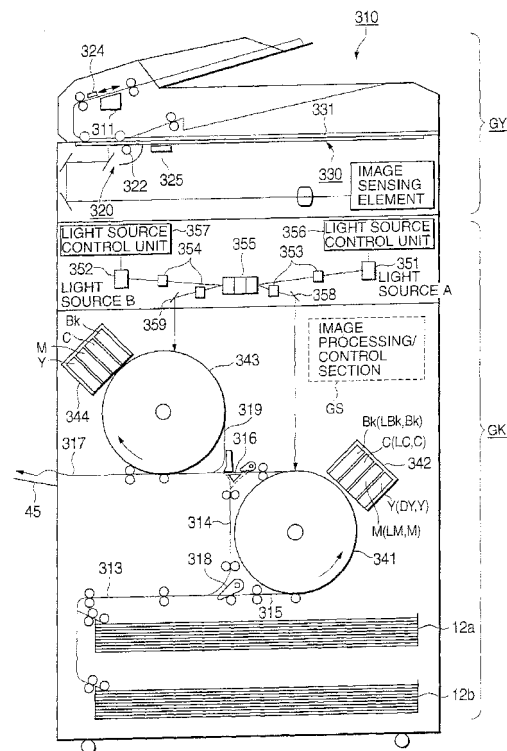 310
324
GY
311
331
322
325
330
320
IMAGE
SENSING
ELEMENT
357
LIGHT SOURCE
CONTROL UNIT
354
355
353
356
LIGHT SOURCE
CONTROL UNIT
352
351
LIGHT
SOURCE B
LIGHT
SOURCE A
359
358
Bk
C
M
Y
344
343
IMAGE
PROCESSING/
CONTROL
SECTION
GS
GK
319
316
317
45
Bk(LBk,Bk)
C(LC,C)
342
Y(DY,Y)
M(LM,M)
314
341
318
313
315
12a
12b